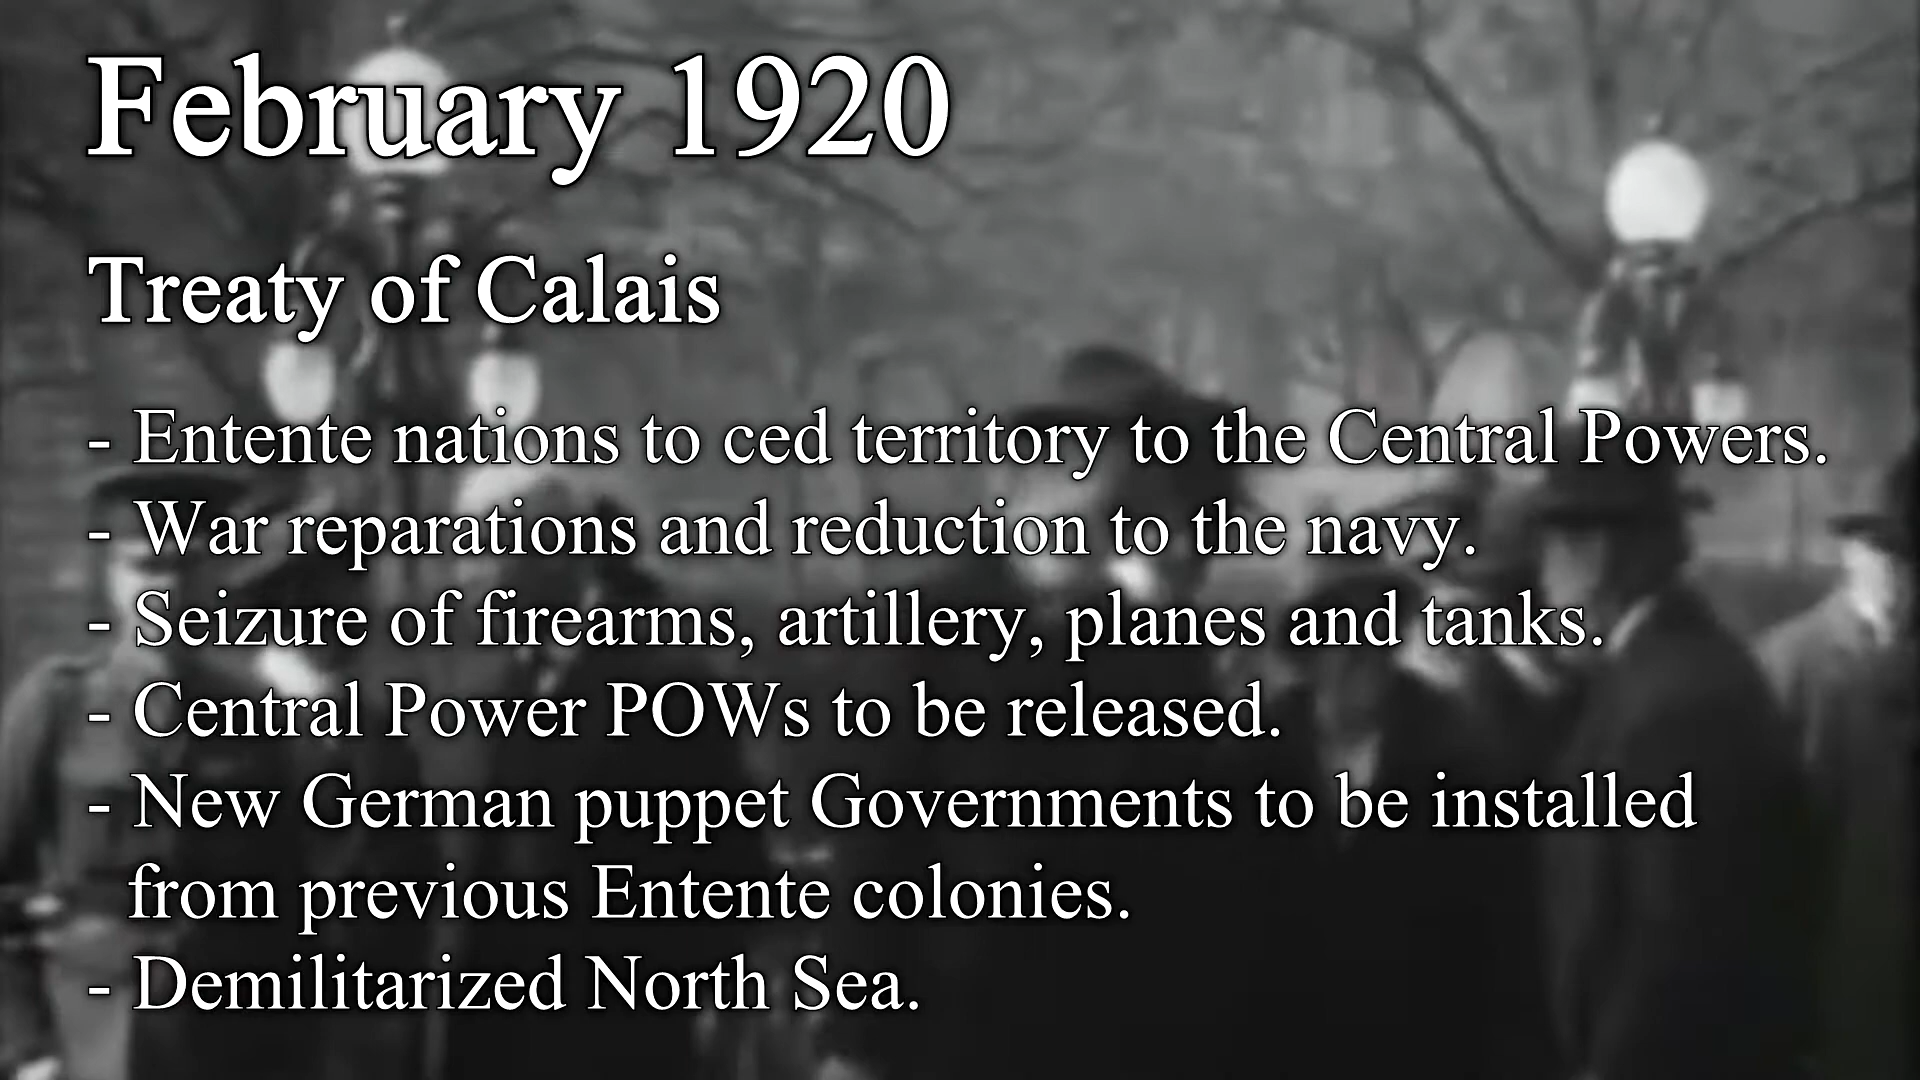 February 1920
Treaty of Calais
- Entente nations to ced territory to the Central Powers.
- War reparations and reduction to the navy.
- Seizure of firearms, artillery, planes and tanks.
- Central Power POWs to be released.
- New German puppet Governments to be installed
from previous Entente colonies.
- Demilitarized North Sea.